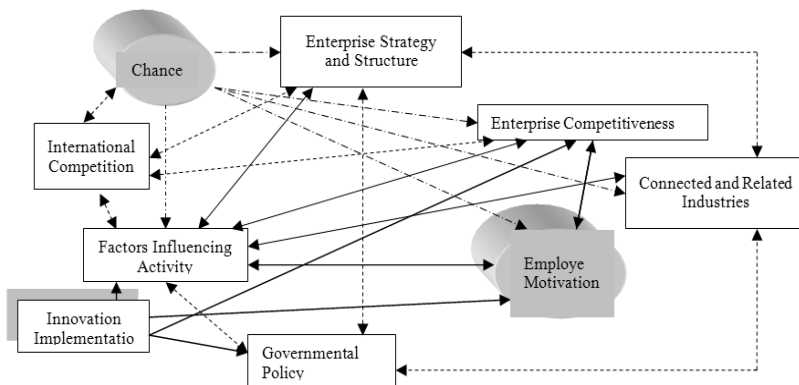 Enterprise Strategy
and Structure
Chance
Enterprise Competitiveness
International
Competition
Connected and Related
Industries
Factors Influencing
Activity
Employe
Motivation
Innovation
Implementatio
Governmental
Policy